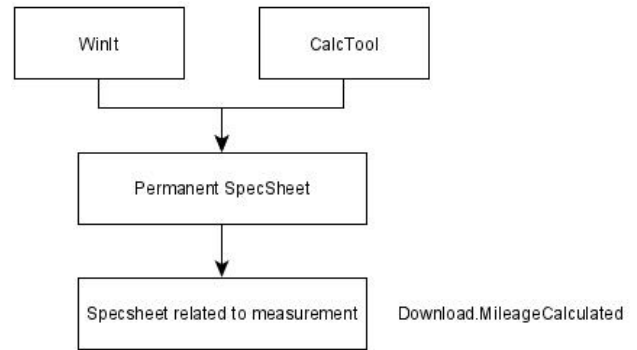 WinIt
CalcTool
Permanent SpecSheet
Specsheet related to measurement
Download.MileageCalculated